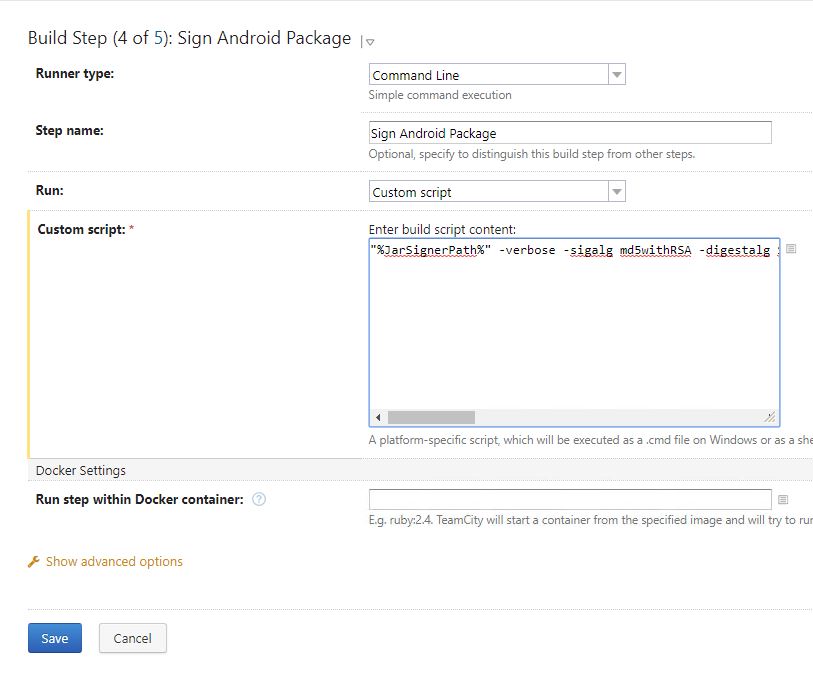 Build Step (4 of 5): Sign Android Package
Runner type:
Command Line
Simple command execution
Step name:
Sign Android Package
Optional, specify to distinguish this build step from other steps.
Run:
Custom script
Custom script: *
Enter build script content:
"%JarSignerPath%" -verbose -sigalg md5withRSA -digestalg
A platform-specific script, which will be executed as a .cmd file on Windows or as a she
Docker Settings
Run step within Docker container:
?
E.g. ruby:2.4. TeamCity will start a container from the specified image and will try to run
Show advanced options
Save
Cancel